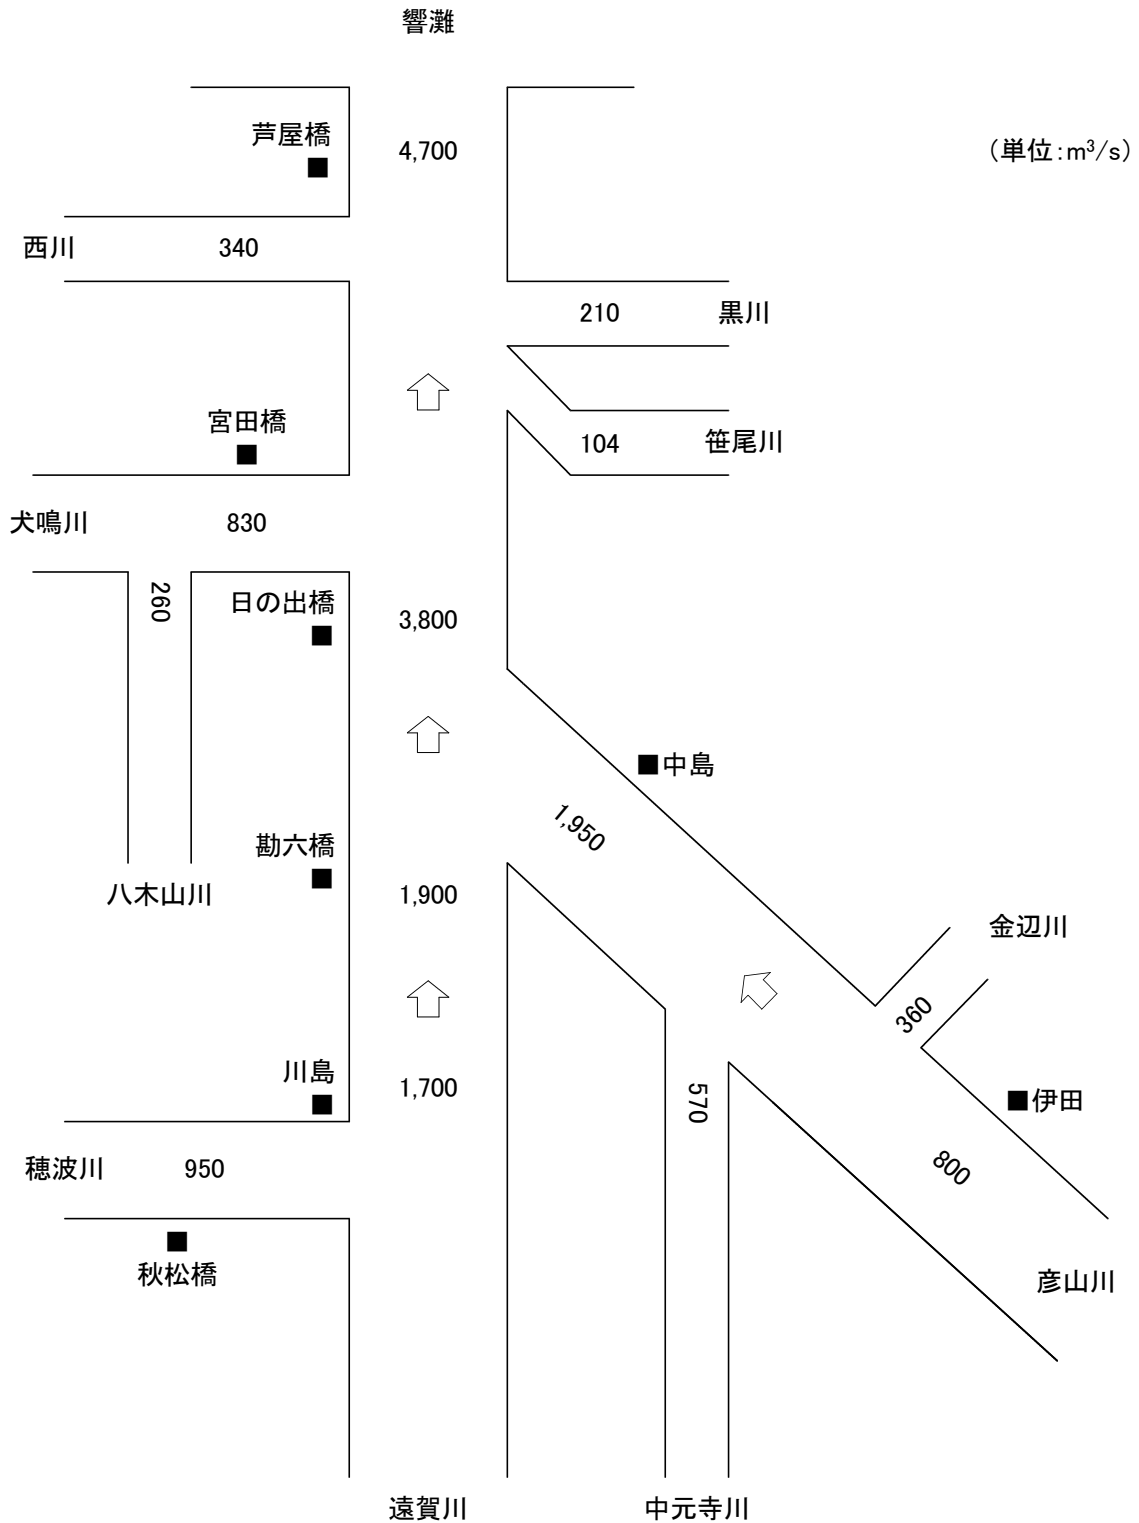 響灘
芦屋橋
■
4,700
（単位：m³/s）
西川
340
210
黒川
宮田橋
■
104
笹尾川
犬鳴川
830
260
日の出橋
■
3,800
■中島
1,950
勘六橋
■
1,900
八木山川
金辺川
360
川島
■
1,700
570
■伊田
穂波川
950
800
■
秋松橋
彦山川
遠賀川
中元寺川